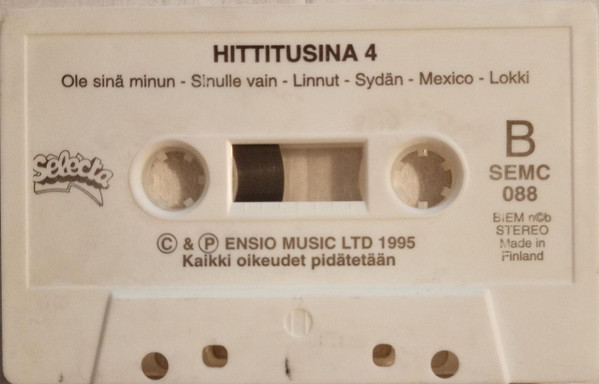 HITTITUSINA 4
Ole sinä minun - Sinulle vain - Linnut - Sydän - Mexico - Lokki
Selecta
B
SEMC
088
BIEM n©b
STEREO
Made in
Finland
© & ℗ ENSIO MUSIC LTD 1995
Kaikki oikeudet pidätetään